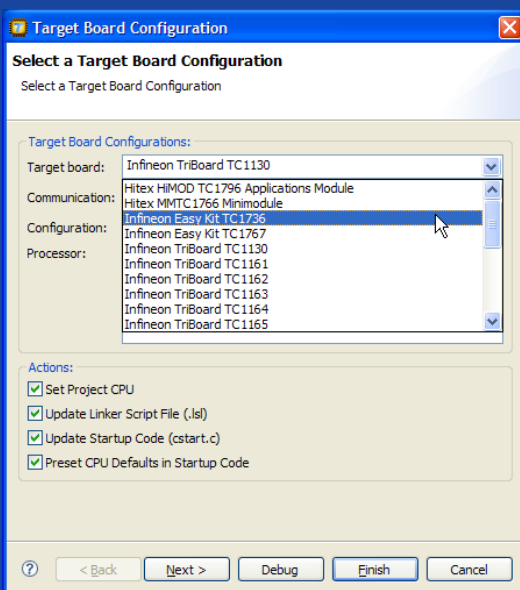 Target Board Configuration
Select a Target Board Configuration
Select a Target Board Configuration
Target Board Configurations:
Target board: Infineon TriBoard TC1130
Communication:
Configuration:
Processor:
Hitex HiMOD TC1796 Applications Module
Hitex MMTC1766 Minimodule
Infineon Easy Kit TC1736
Infineon Easy Kit TC1767
Infineon TriBoard TC1130
Infineon TriBoard TC1161
Infineon TriBoard TC1162
Infineon TriBoard TC1163
Infineon TriBoard TC1164
Infineon TriBoard TC1165
Actions:
Set Project CPU
Update Linker Script File (.lsl)
Update Startup Code (cstart.c)
Preset CPU Defaults in Startup Code
? < Back Next > Debug Finish Cancel